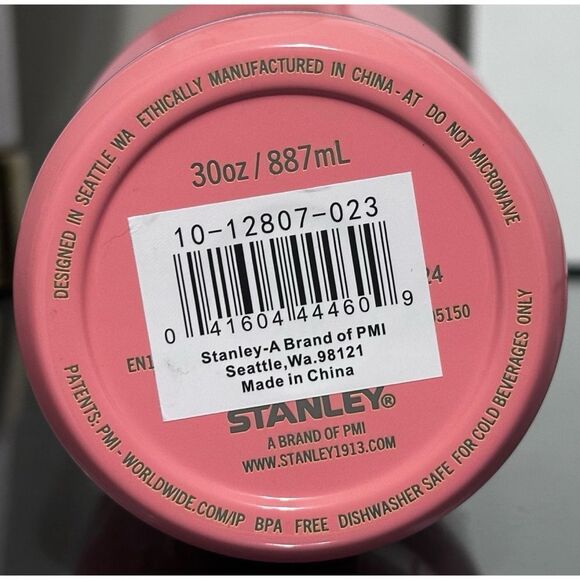 DESIGNED IN SEATTLE WA ETHICALLY MANUFACTURED IN CHINA - AT DO NOT MICROWAVE
30oz / 887mL
10-12807-023
0 41604 44460 9
24
05150
EN1
Stanley-A Brand of PMI
Seattle,Wa.98121
Made in China
STANLEY®
A BRAND OF PMI
WWW.STANLEY1913.COM
PATENTS: PMI-WORLDWIDE.COM/IP BPA FREE DISHWASHER SAFE FOR COLD BEVERAGES ONLY